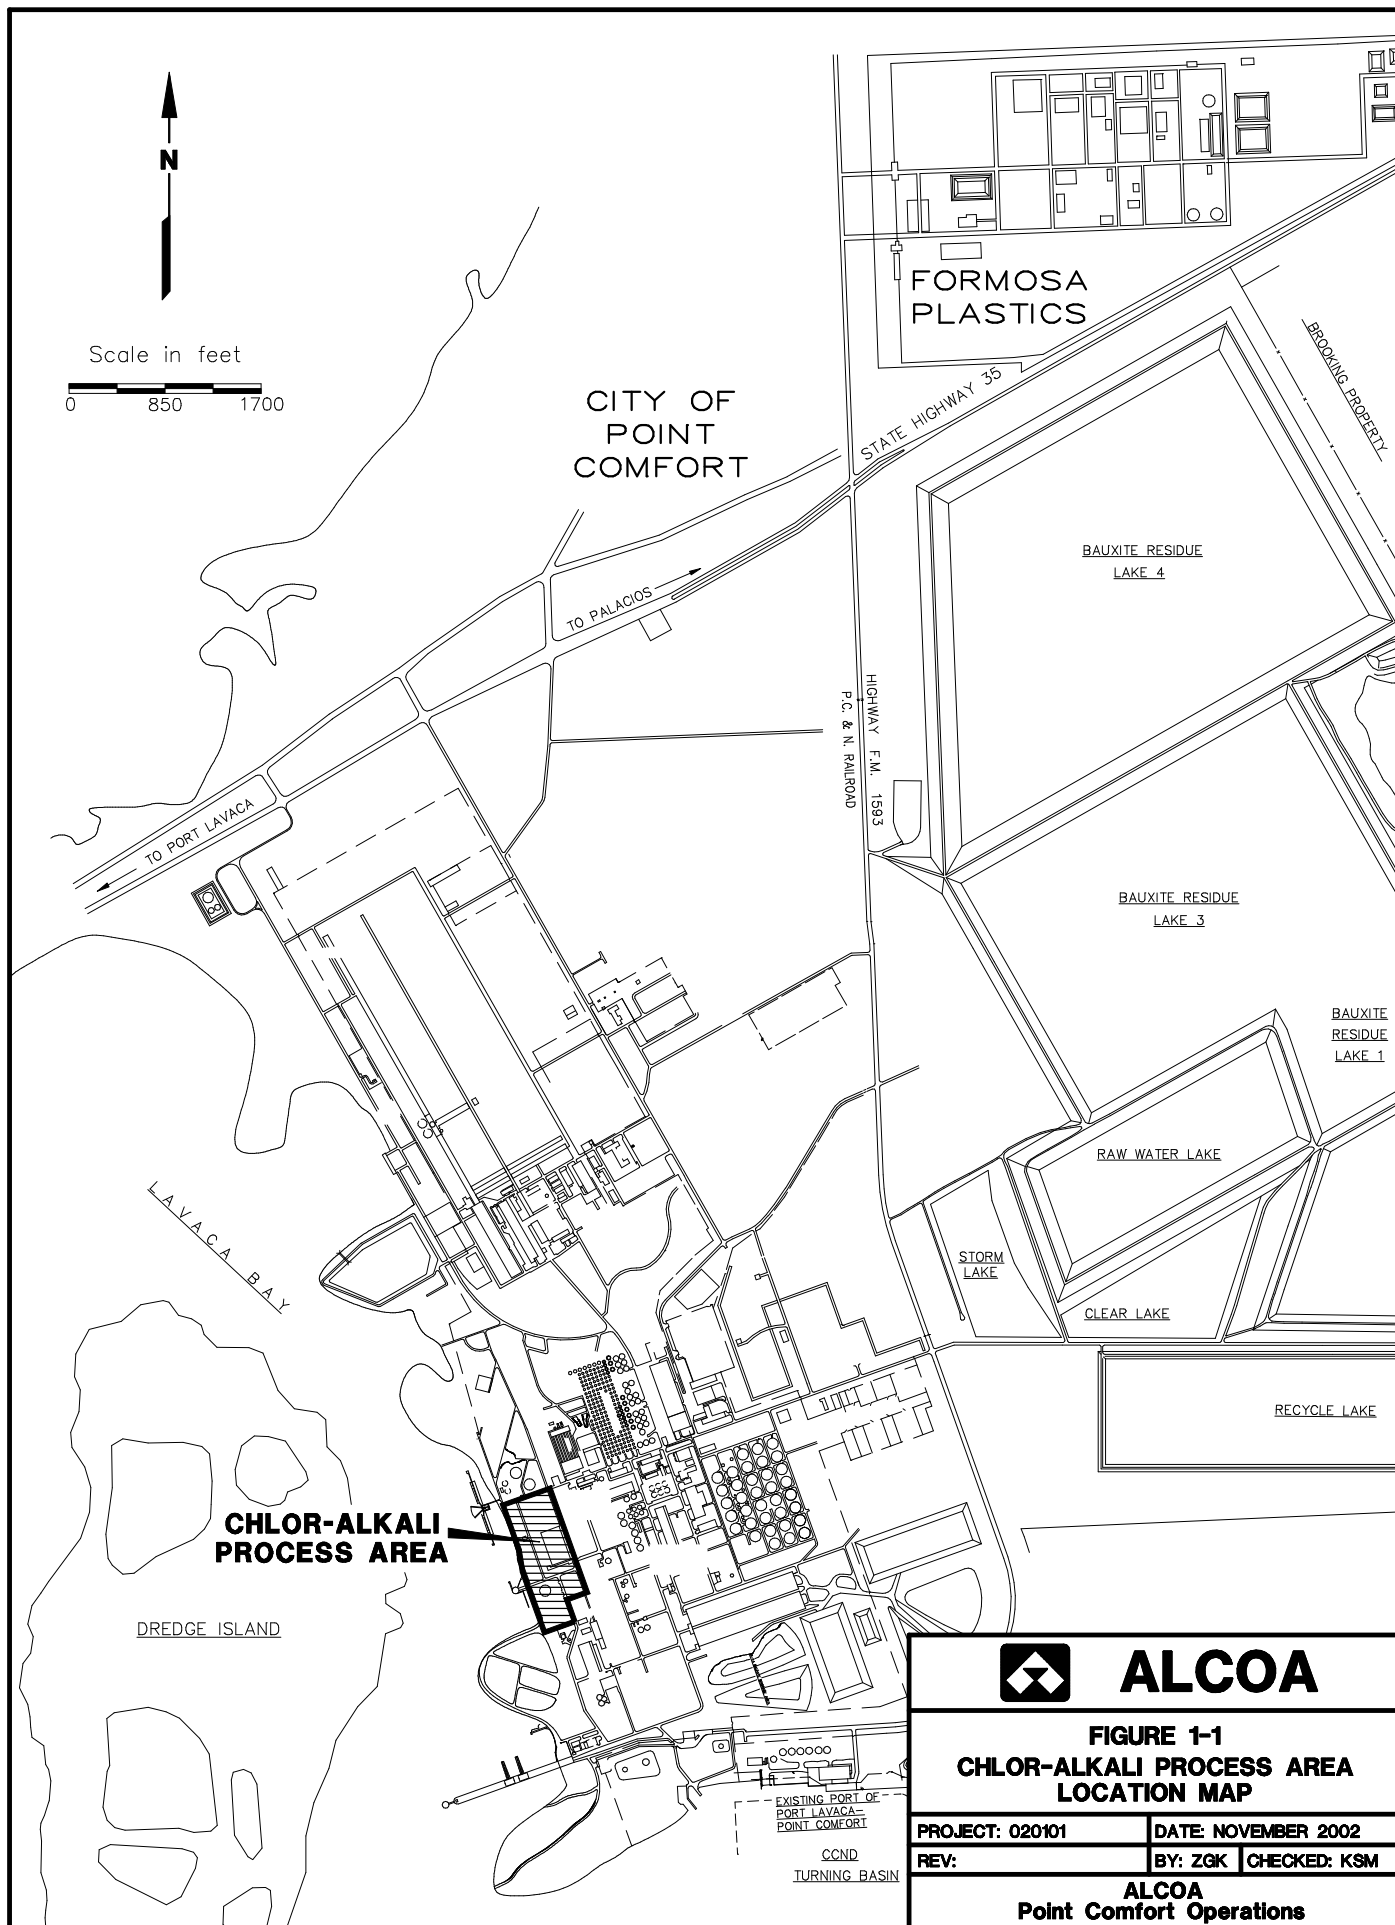 N
Scale in feet
0 850 1700
FORMOSA
PLASTICS
CITY OF
POINT
COMFORT
STATE HIGHWAY 35
BROOKING PROPERTY
BAUXITE RESIDUE
LAKE 4
TO PALACIOS
HIGHWAY F.M. 1593
P.C. & N. RAILROAD
TO PORT LAVACA
BAUXITE RESIDUE
LAKE 3
BAUXITE
RESIDUE
LAKE 1
RAW WATER LAKE
LAVACA BAY
STORM
LAKE
CLEAR LAKE
RECYCLE LAKE
CHLOR-ALKALI
PROCESS AREA
DREDGE ISLAND
EXISTING PORT OF
PORT LAVACA-
POINT COMFORT
CCND
TURNING BASIN
ALCOA
FIGURE 1-1
CHLOR-ALKALI PROCESS AREA
LOCATION MAP
PROJECT: 020101 DATE: NOVEMBER 2002
REV: BY: ZGK CHECKED: KSM
ALCOA
Point Comfort Operations